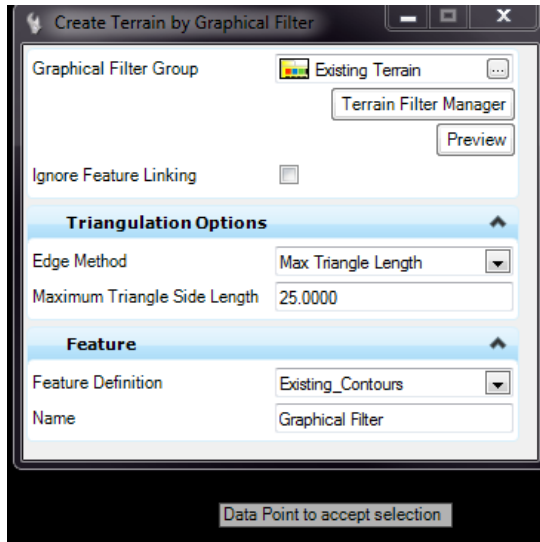 Create Terrain by Graphical Filter
Graphical Filter Group Existing Terrain ...
Terrain Filter Manager
Preview
Ignore Feature Linking
Triangulation Options
Edge Method Max Triangle Length
Maximum Triangle Side Length 25.0000
Feature
Feature Definition Existing_Contours
Name Graphical Filter
Data Point to accept selection